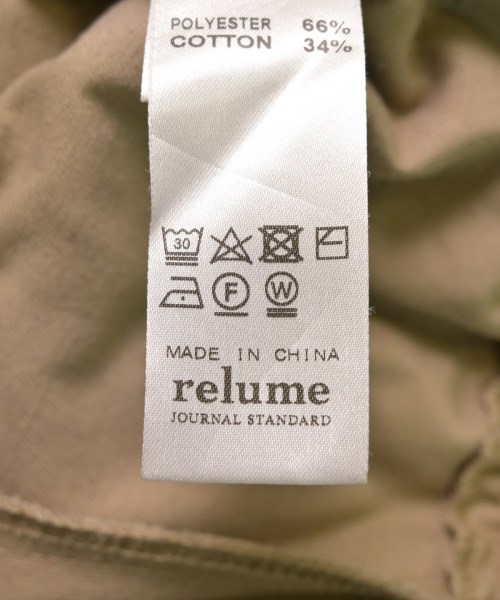 POLYESTER 66%
COTTON 34%
30
F W
MADE IN CHINA
relume
JOURNAL STANDARD